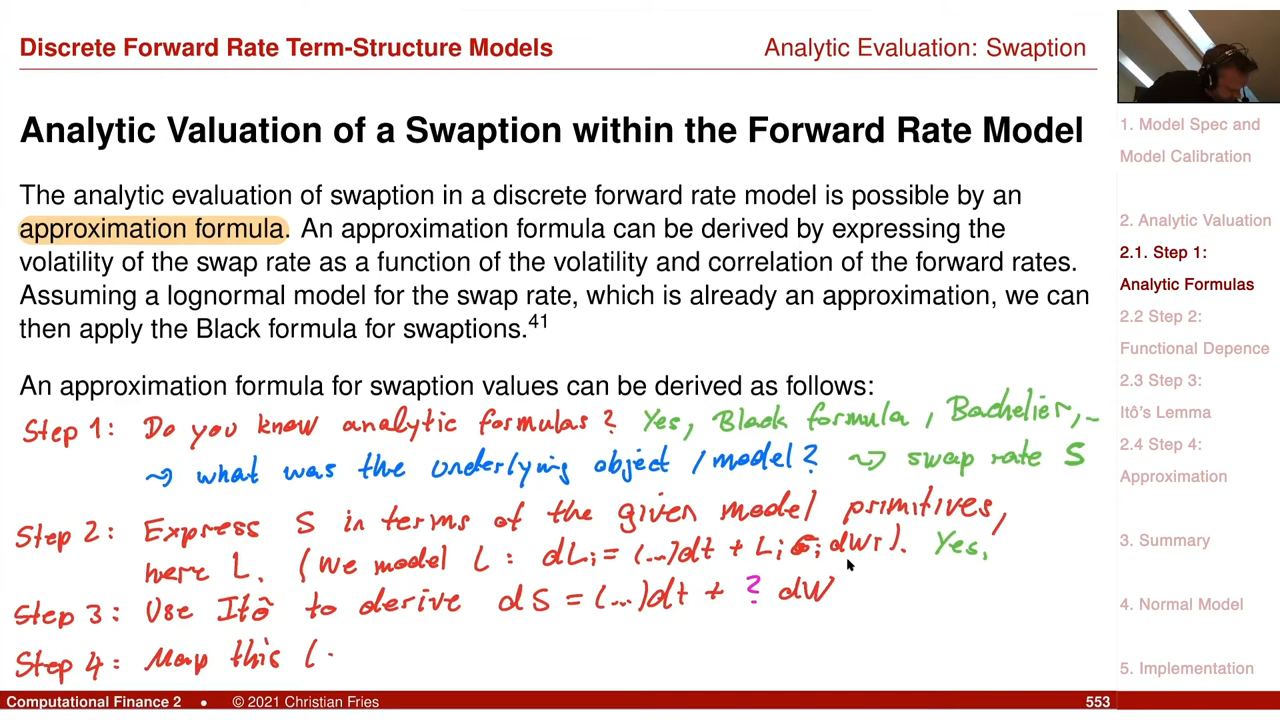 Discrete Forward Rate Term-Structure Models
Analytic Evaluation: Swaption
Analytic Valuation of a Swaption within the Forward Rate Model
The analytic evaluation of swaption in a discrete forward rate model is possible by an
approximation formula. An approximation formula can be derived by expressing the
volatility of the swap rate as a function of the volatility and correlation of the forward rates.
Assuming a lognormal model for the swap rate, which is already an approximation, we can
then apply the Black formula for swaptions.41
An approximation formula for swaption values can be derived as follows:
Step 1: Do you know analytic formulas? Yes, Black formula, Bachelier, ..
⇝ what was the underlying object / model? ⇝ swap rate S
Step 2: Express S in terms of the given model primitives,
here L. (We model L: dLi = (...)dt + Li σi dWi). Yes,
Step 3: Use Itô to derive dS = (...)dt + ? dW
Step 4: Map this (.
1. Model Spec and
Model Calibration
2. Analytic Valuation
2.1. Step 1:
Analytic Formulas
2.2 Step 2:
Functional Depence
2.3 Step 3:
Itô's Lemma
2.4 Step 4:
Approximation
3. Summary
4. Normal Model
5. Implementation
Computational Finance 2 • © 2021 Christian Fries
553